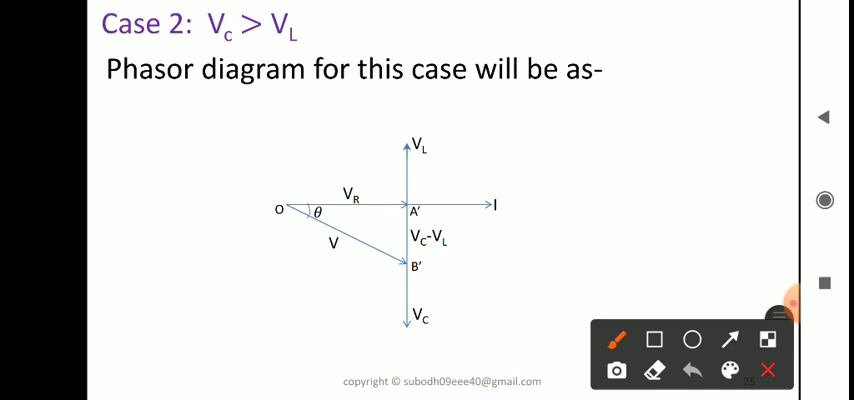 Case 2: Vc > VL
Phasor diagram for this case will be as-
VL
VR
I
O
θ
A'
V
VC-VL
B'
VC
copyright © subodh09eee40@gmail.com
25